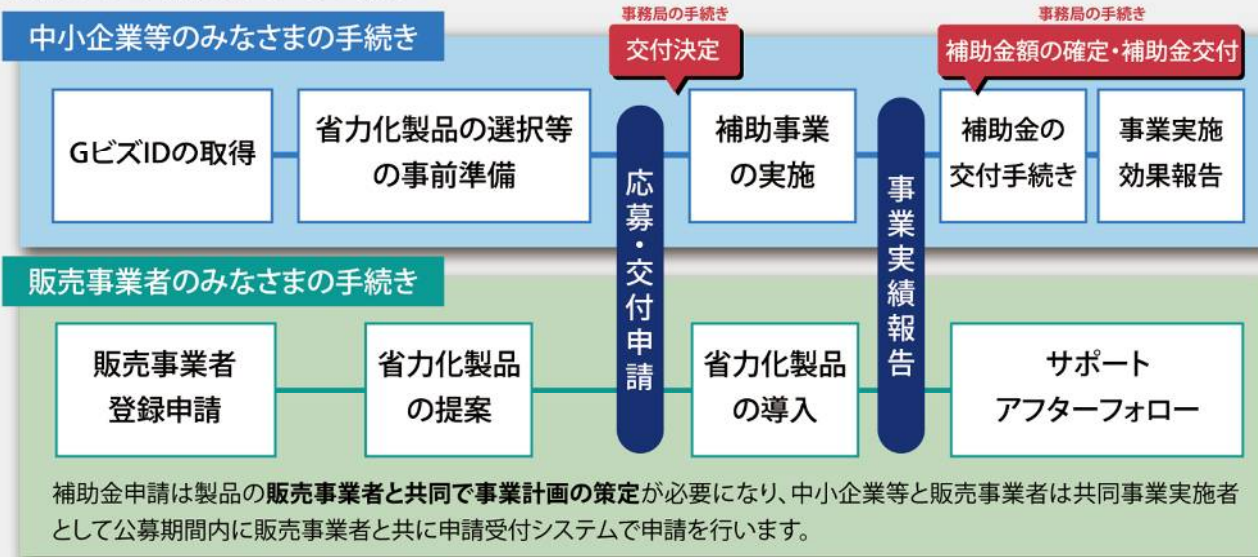 事務局の手続き
事務局の手続き
中小企業等のみなさまの手続き
交付決定
補助金額の確定・補助金交付
GビズIDの取得
省力化製品の選択等
の事前準備
応募・交付申請
補助事業
の実施
事業実績報告
補助金の
交付手続き
事業実施
効果報告
販売事業者のみなさまの手続き
販売事業者
登録申請
省力化製品
の提案
省力化製品
の導入
サポート
アフターフォロー
補助金申請は製品の販売事業者と共同で事業計画の策定が必要になり、中小企業等と販売事業者は共同事業実施者
として公募期間内に販売事業者と共に申請受付システムで申請を行います。